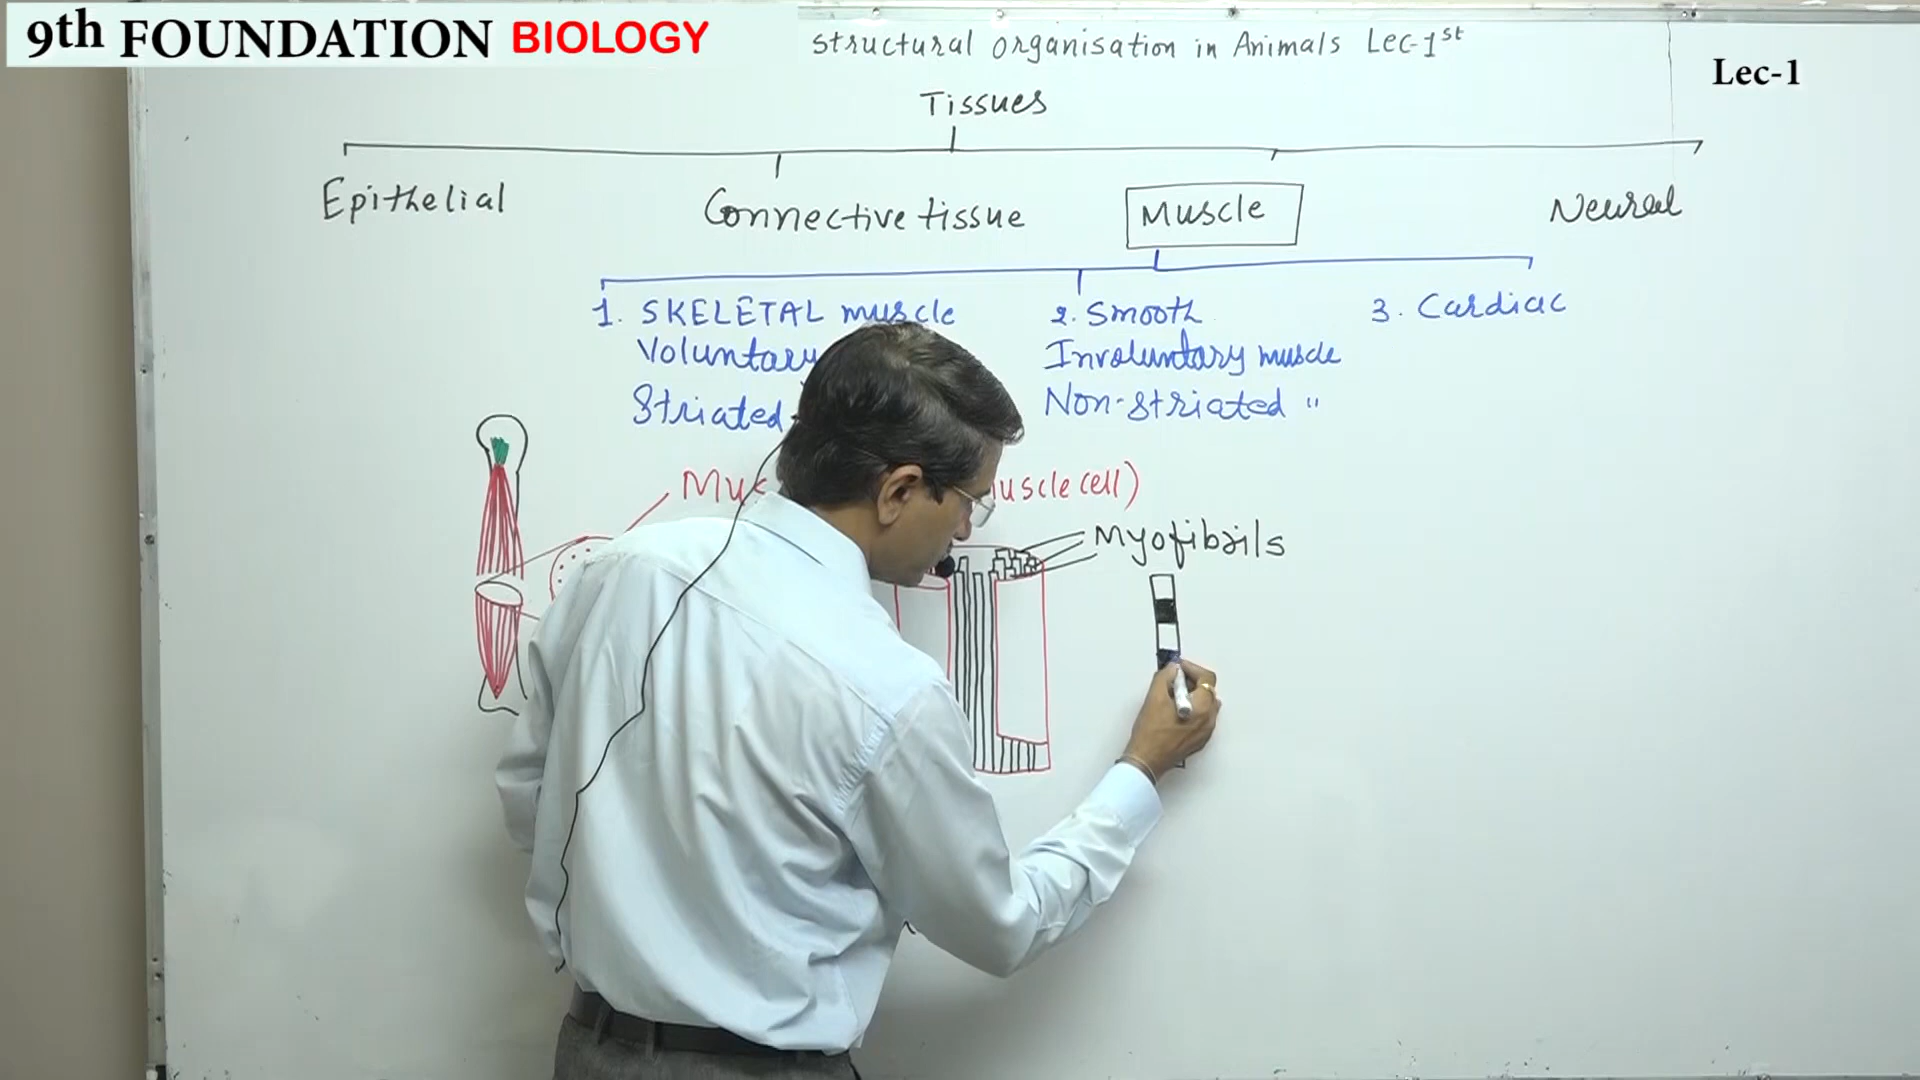 9th FOUNDATION BIOLOGY
structural organisation in Animals Lec-1st
Lec-1
Tissues
Epithelial
Connective tissue
Muscle
Neural
1. SKELETAL muscle
Voluntary
Striated
2. Smooth
Involuntary muscle
Non-striated "
3. Cardiac
cell)
Myofibrils